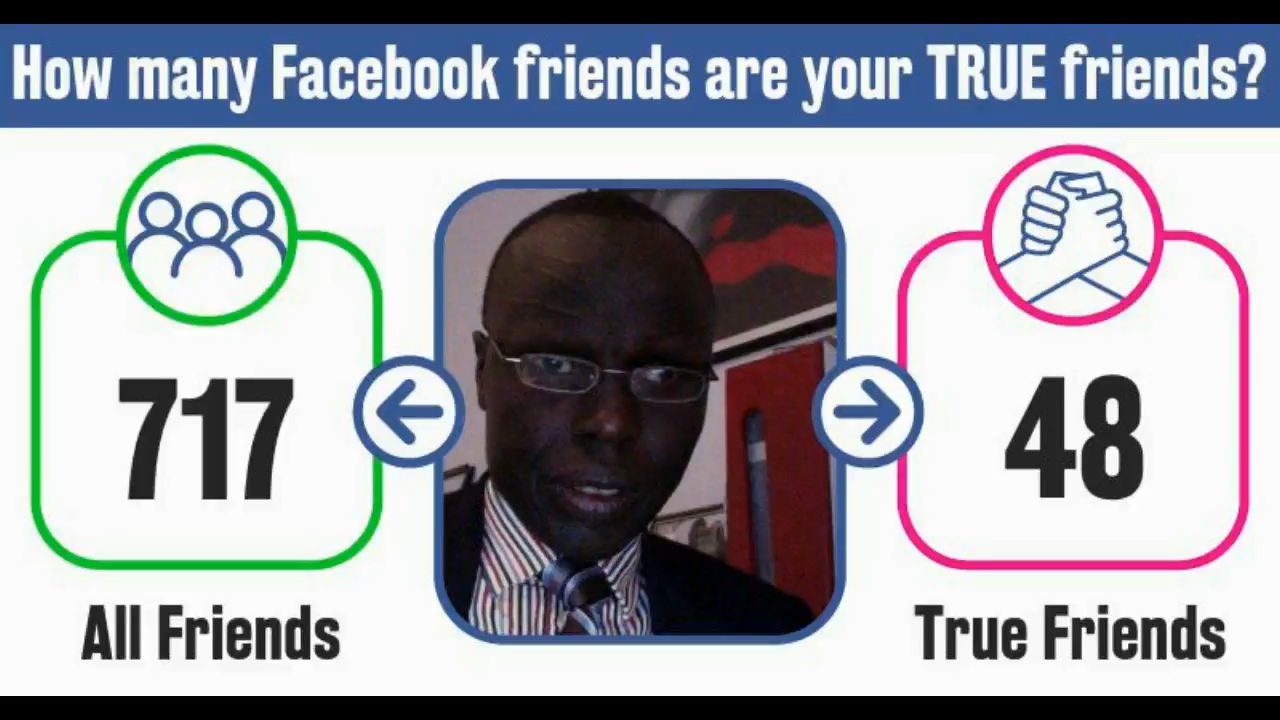 How many Facebook friends are your TRUE friends?
717
48
All Friends
True Friends